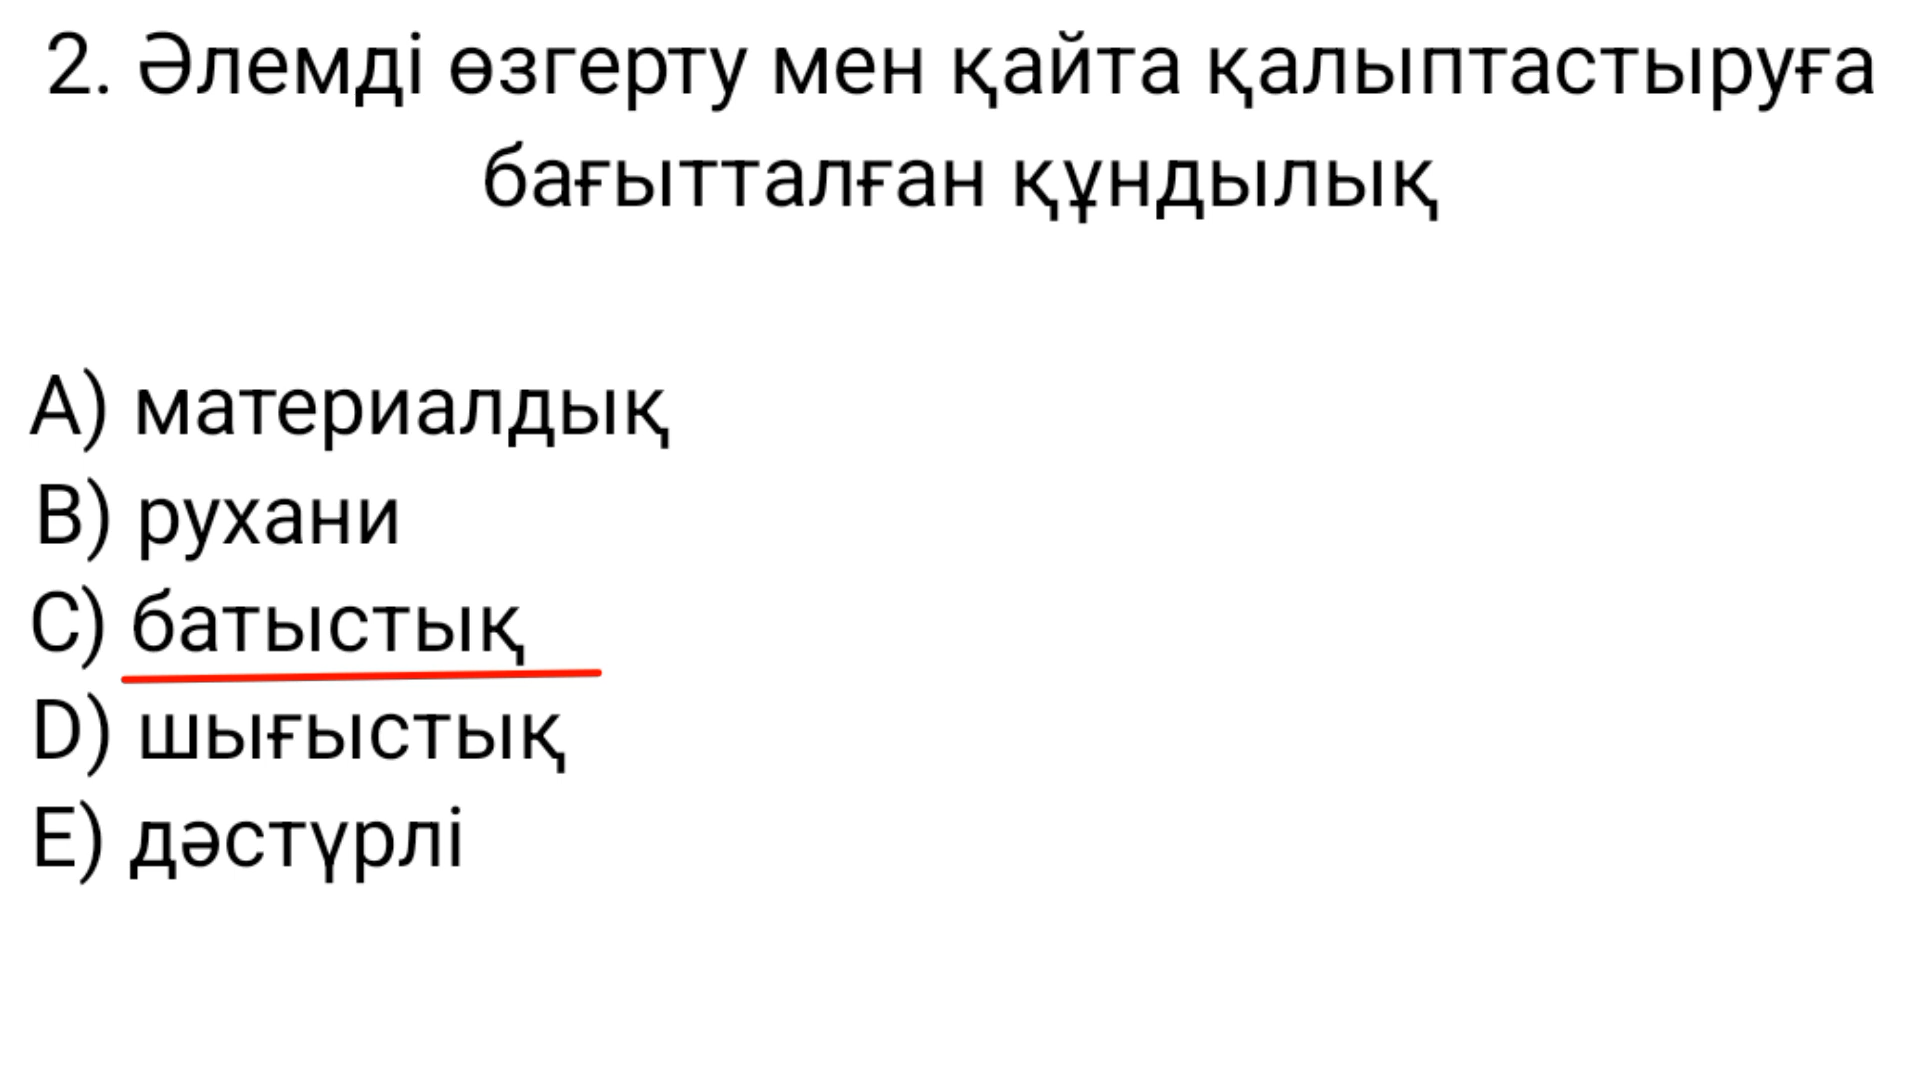 2. Әлемді өзгерту мен қайта қалыптастыруға
бағытталған құндылық
A) материалдық
B) рухани
C) батыстық
D) шығыстық
E) дәстүрлі